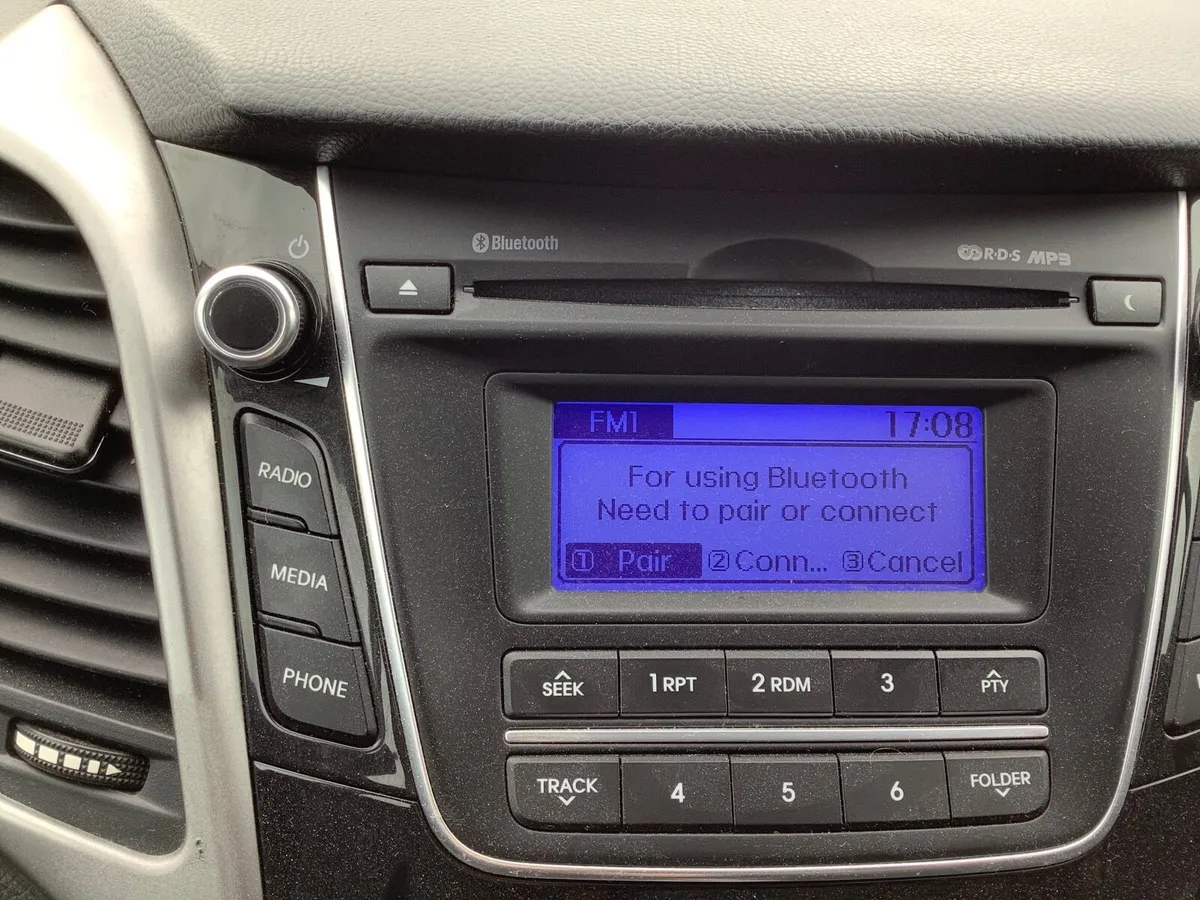 Bluetooth
R·D·S MP3
FM1 17:08
For using Bluetooth
Need to pair or connect
1 Pair 2 Conn... 3 Cancel
RADIO
MEDIA
PHONE
SEEK 1 RPT 2 RDM 3 PTY
TRACK 4 5 6 FOLDER